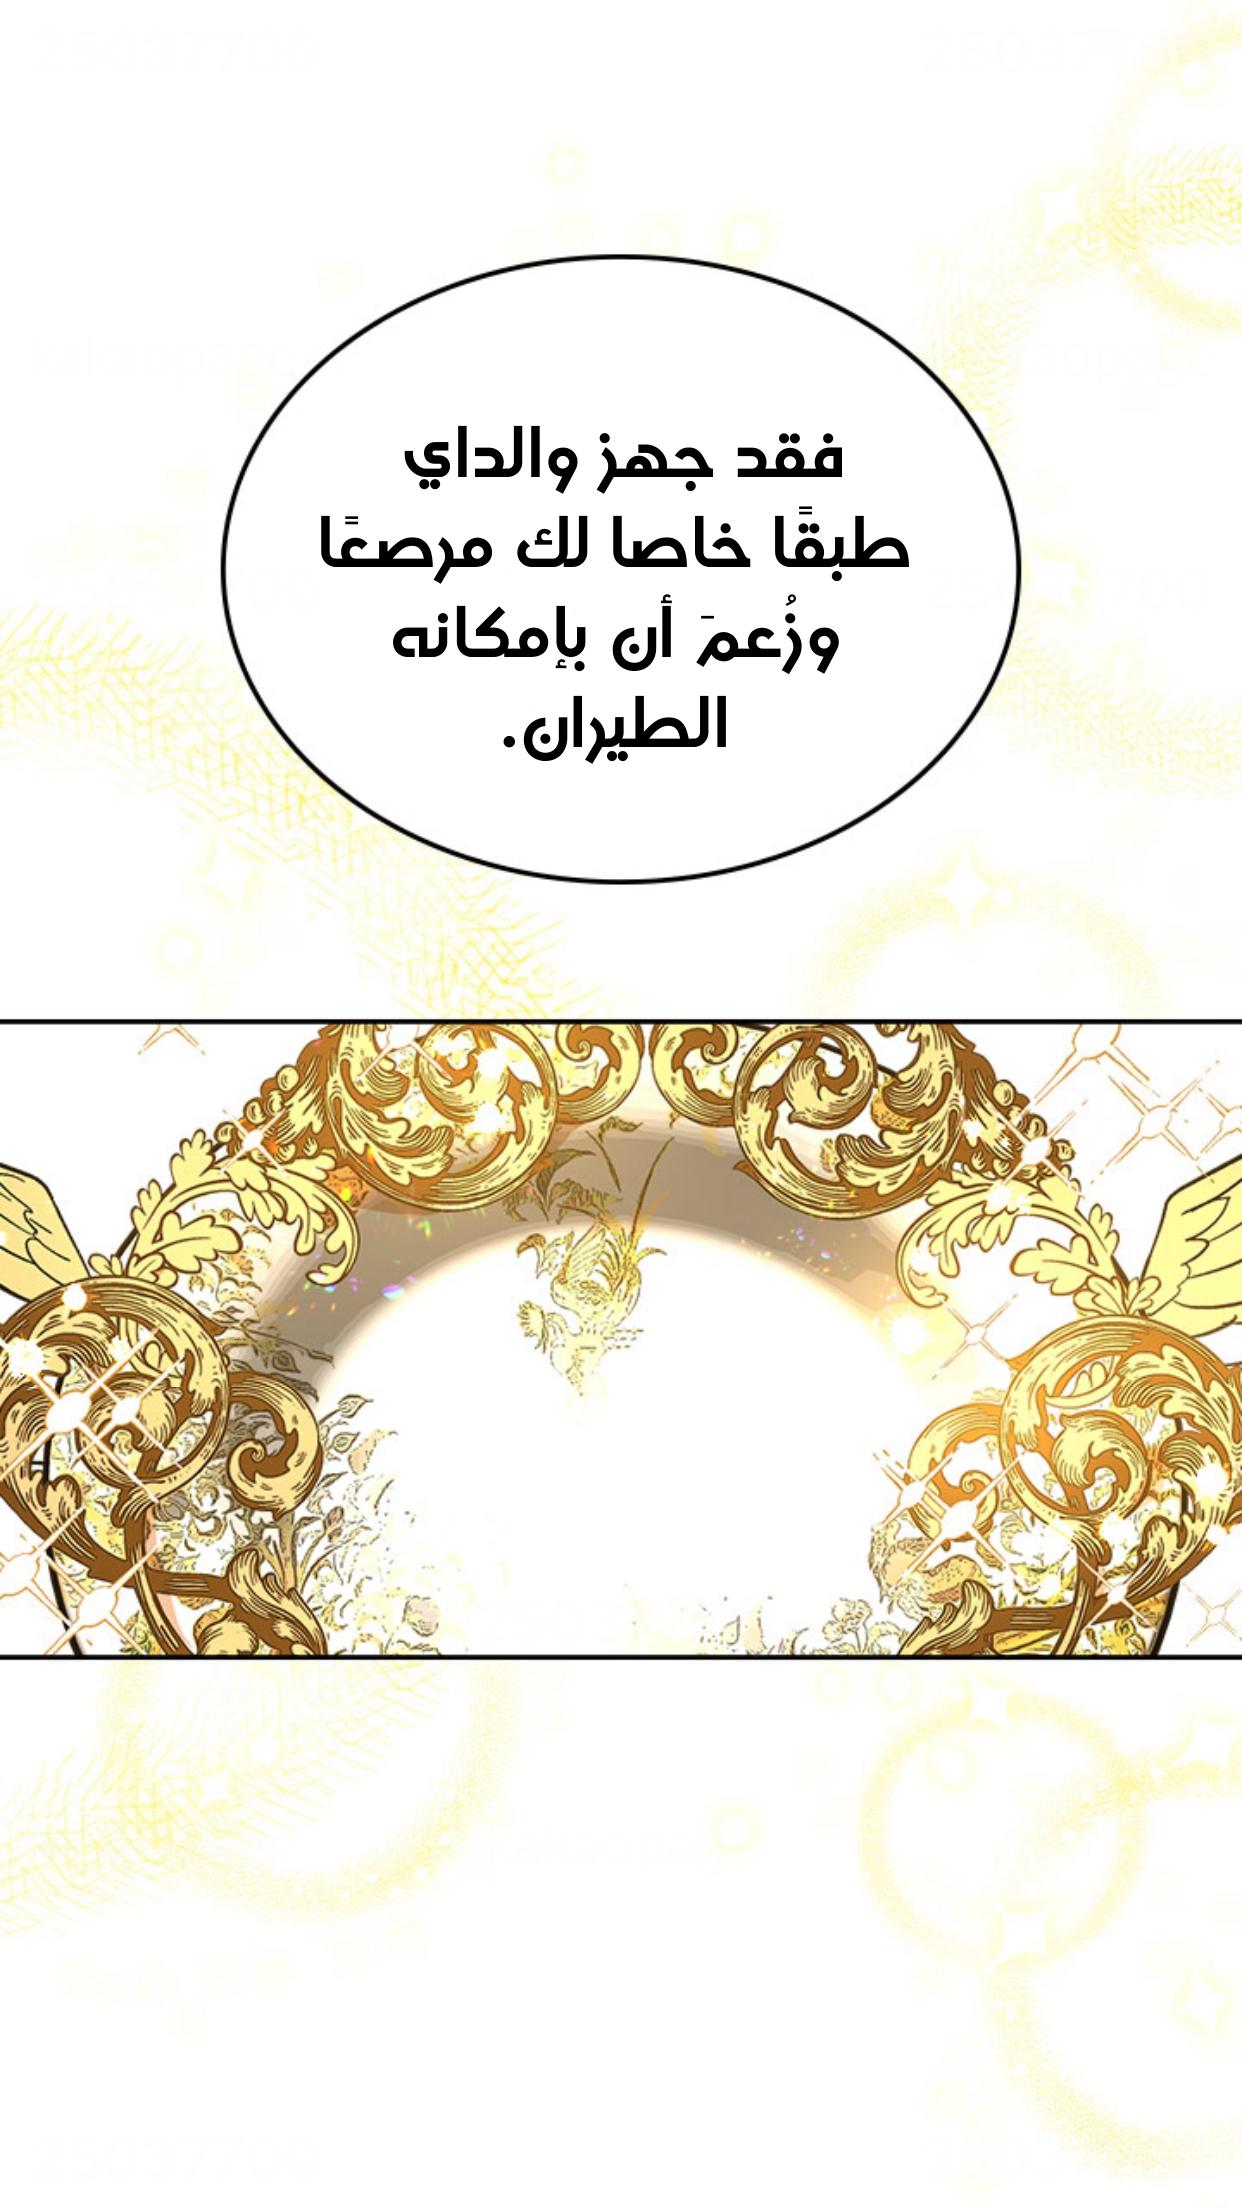 فقد جهز والداي
طبقًا خاصا لك مرصعًا
وزُعمَ أن بإمكانه
الطيران.